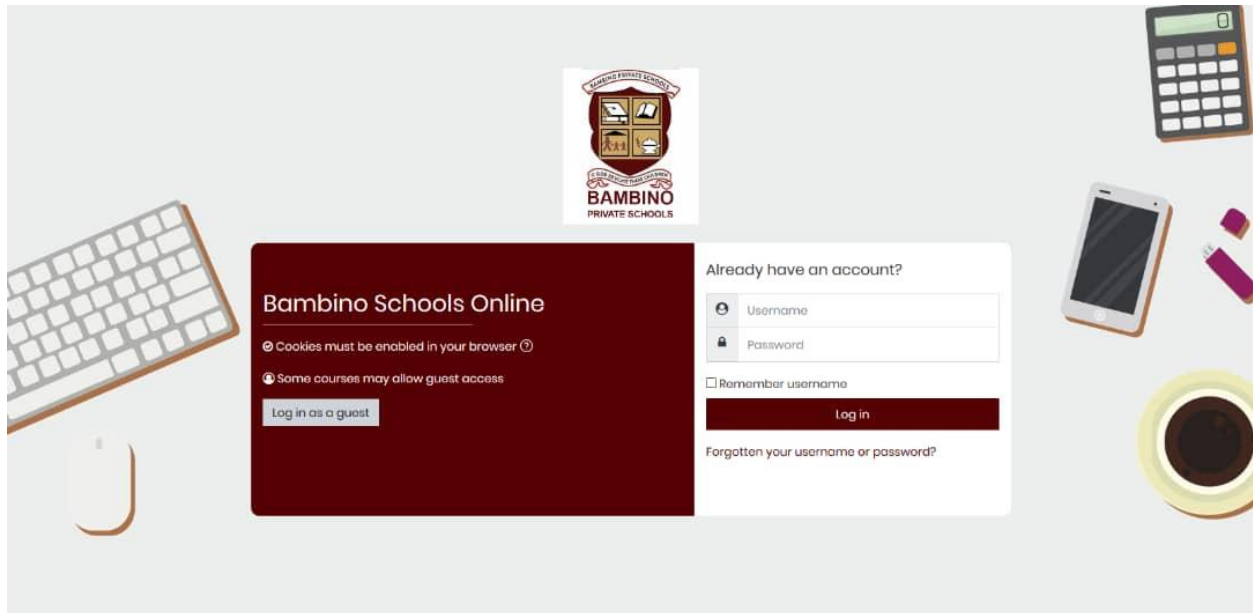 BAMBINO PRIVATE SCHOOLS
BAMBINO
PRIVATE SCHOOLS
Bambino Schools Online
Cookies must be enabled in your browser
Some courses may allow guest access
Log in as a guest
Already have an account?
Username
Password
Remember username
Log in
Forgotten your username or password?
0